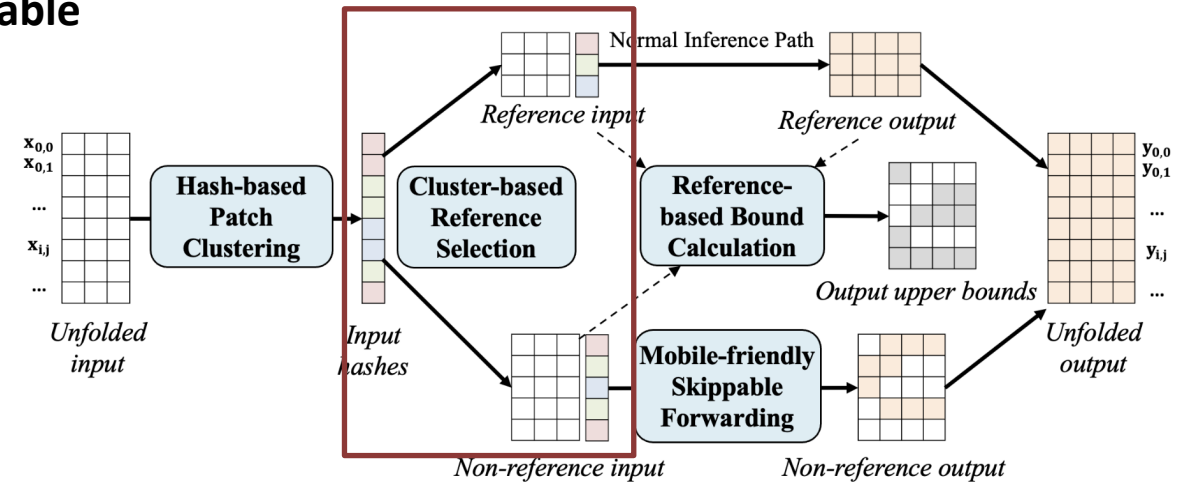 able
Normal Inference Path
Reference input
Reference output
x0,0
x0,1
...
xi,j
...
Hash-based
Patch
Clustering
Cluster-based
Reference
Selection
Reference-
based Bound
Calculation
y0,0
y0,1
...
yi,j
...
Output upper bounds
Unfolded
input
Input
hashes
Mobile-friendly
Skippable
Forwarding
Unfolded
output
Non-reference input
Non-reference output